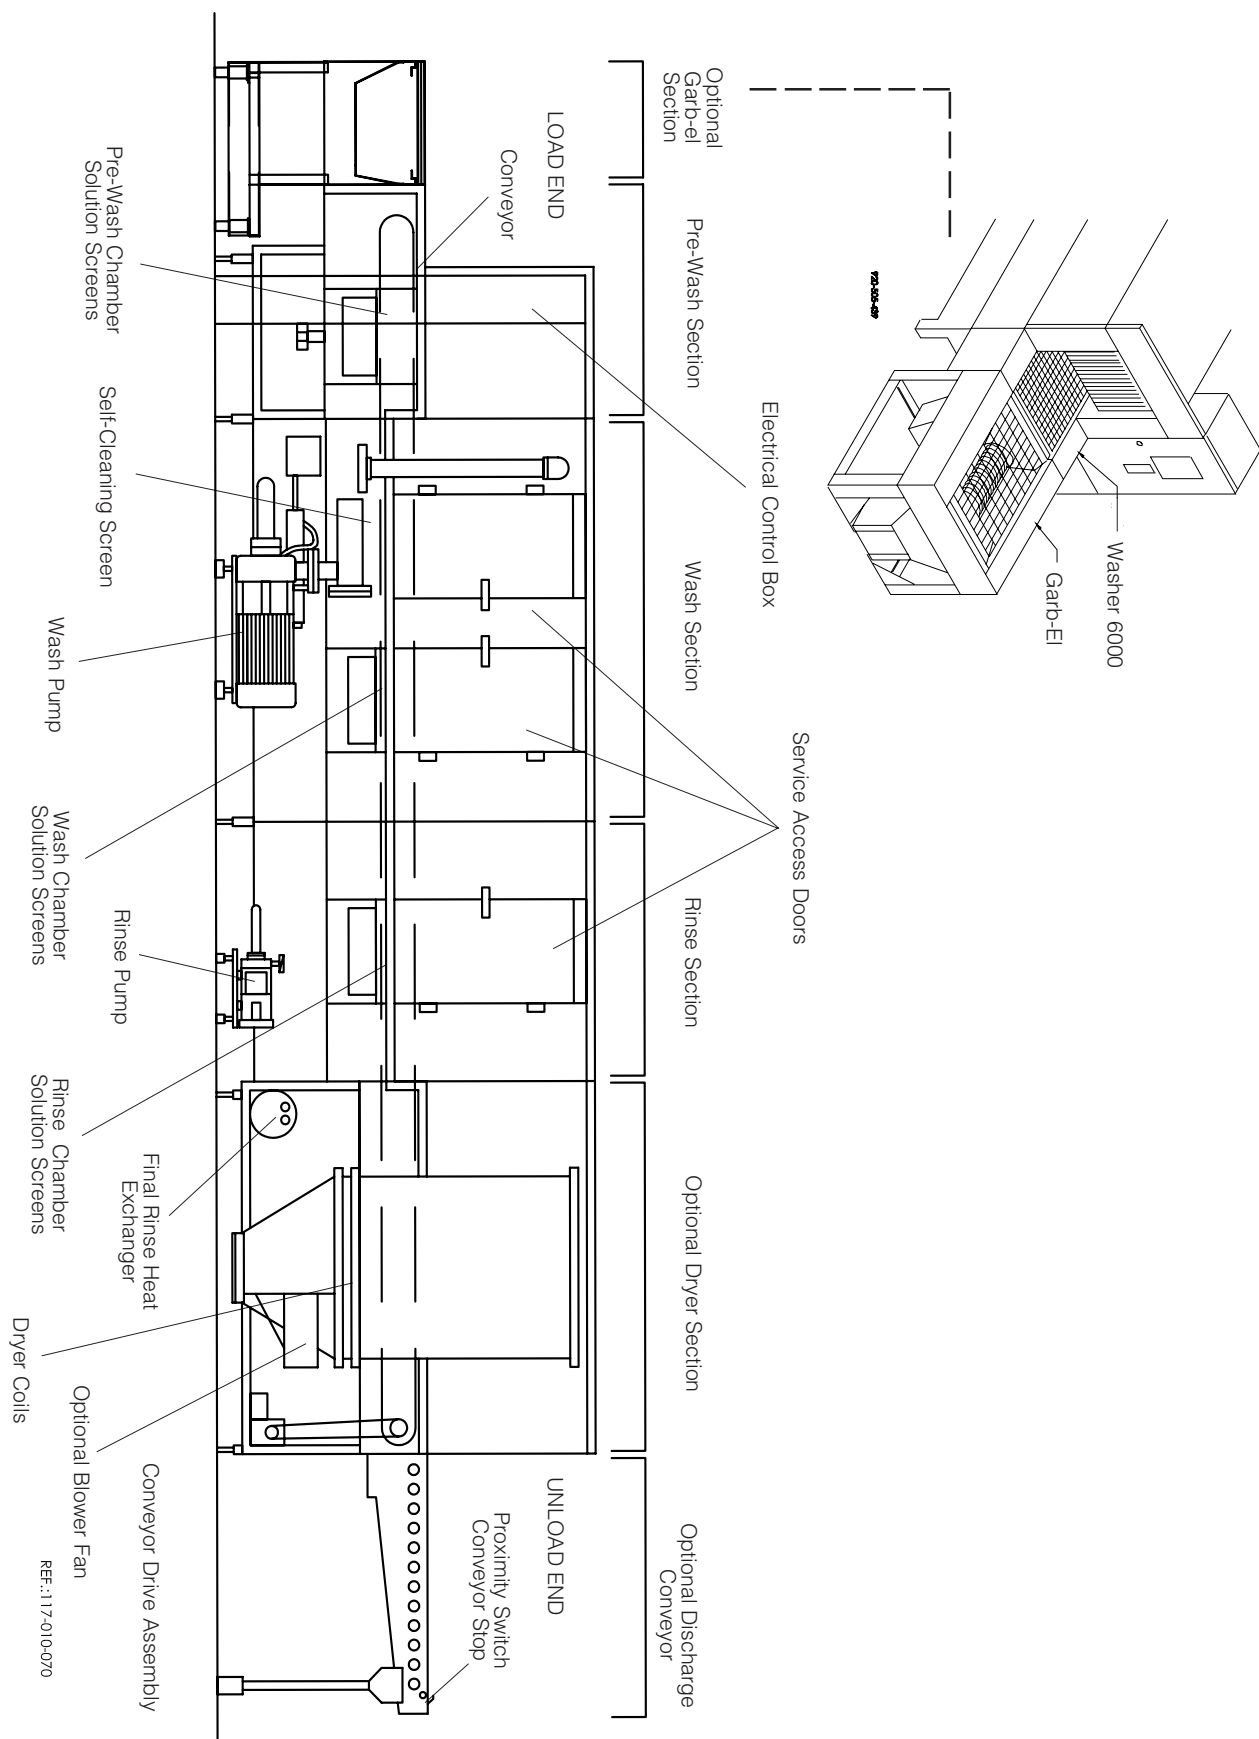 Washer 6000
Garb-El
920-505-439
Optional
Garb-el
Section
Pre-Wash Section
Wash Section
Rinse Section
Optional Dryer Section
Optional Discharge
Conveyor
Electrical Control Box
Service Access Doors
LOAD END
Conveyor
UNLOAD END
Proximity Switch
Conveyor Stop
Pre-Wash Chamber
Solution Screens
Self-Cleaning Screen
Wash Pump
Wash Chamber
Solution Screens
Rinse Pump
Rinse Chamber
Solution Screens
Final Rinse Heat
Exchanger
Dryer Coils
Optional Blower Fan
Conveyor Drive Assembly
REF.:117-010-070